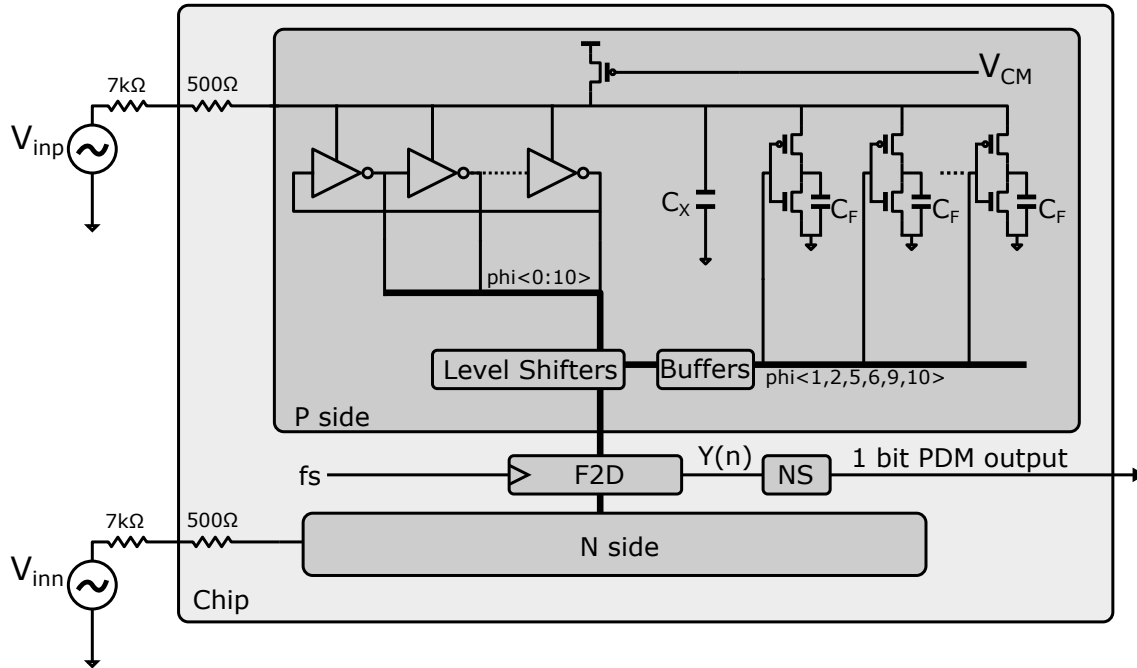 7kΩ
500Ω
V_inp
V_CM
C_X
C_F
C_F
C_F
phi<0:10>
Level Shifters
Buffers
phi<1,2,5,6,9,10>
P side
fs
F2D
Y(n)
NS
1 bit PDM output
7kΩ
500Ω
V_inn
N side
Chip